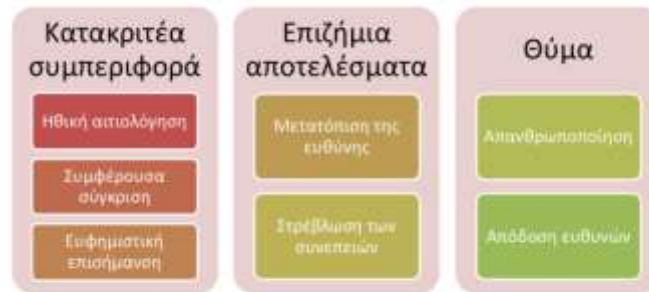 Κατακριτέα
συμπεριφορά
Ηθική αιτιολόγηση
Συμφέρουσα
σύγκριση
Ευφημιστική
επισήμανση
Επιζήμια
αποτελέσματα
Μετατόπιση της
ευθύνης
Στρέβλωση των
συνεπειών
Θύμα
Απανθρωποποίηση
Απόδοση ευθυνών